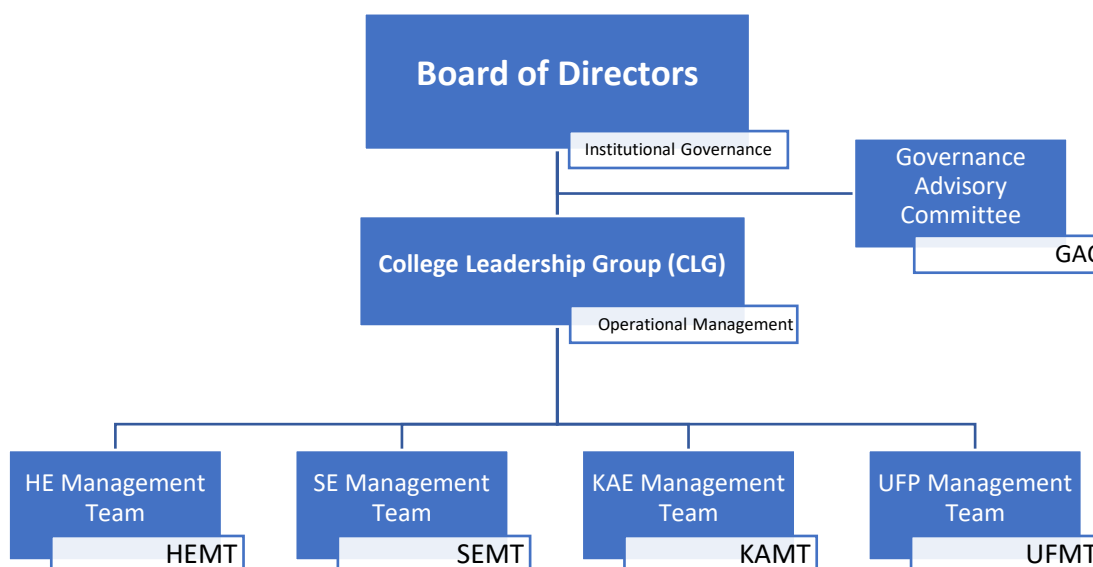 Board of Directors
Institutional Governance
Governance
Advisory
Committee
GAC
College Leadership Group (CLG)
Operational Management
HE Management
Team
HEMT
SE Management
Team
SEMT
KAE Management
Team
KAMT
UFP Management
Team
UFMT